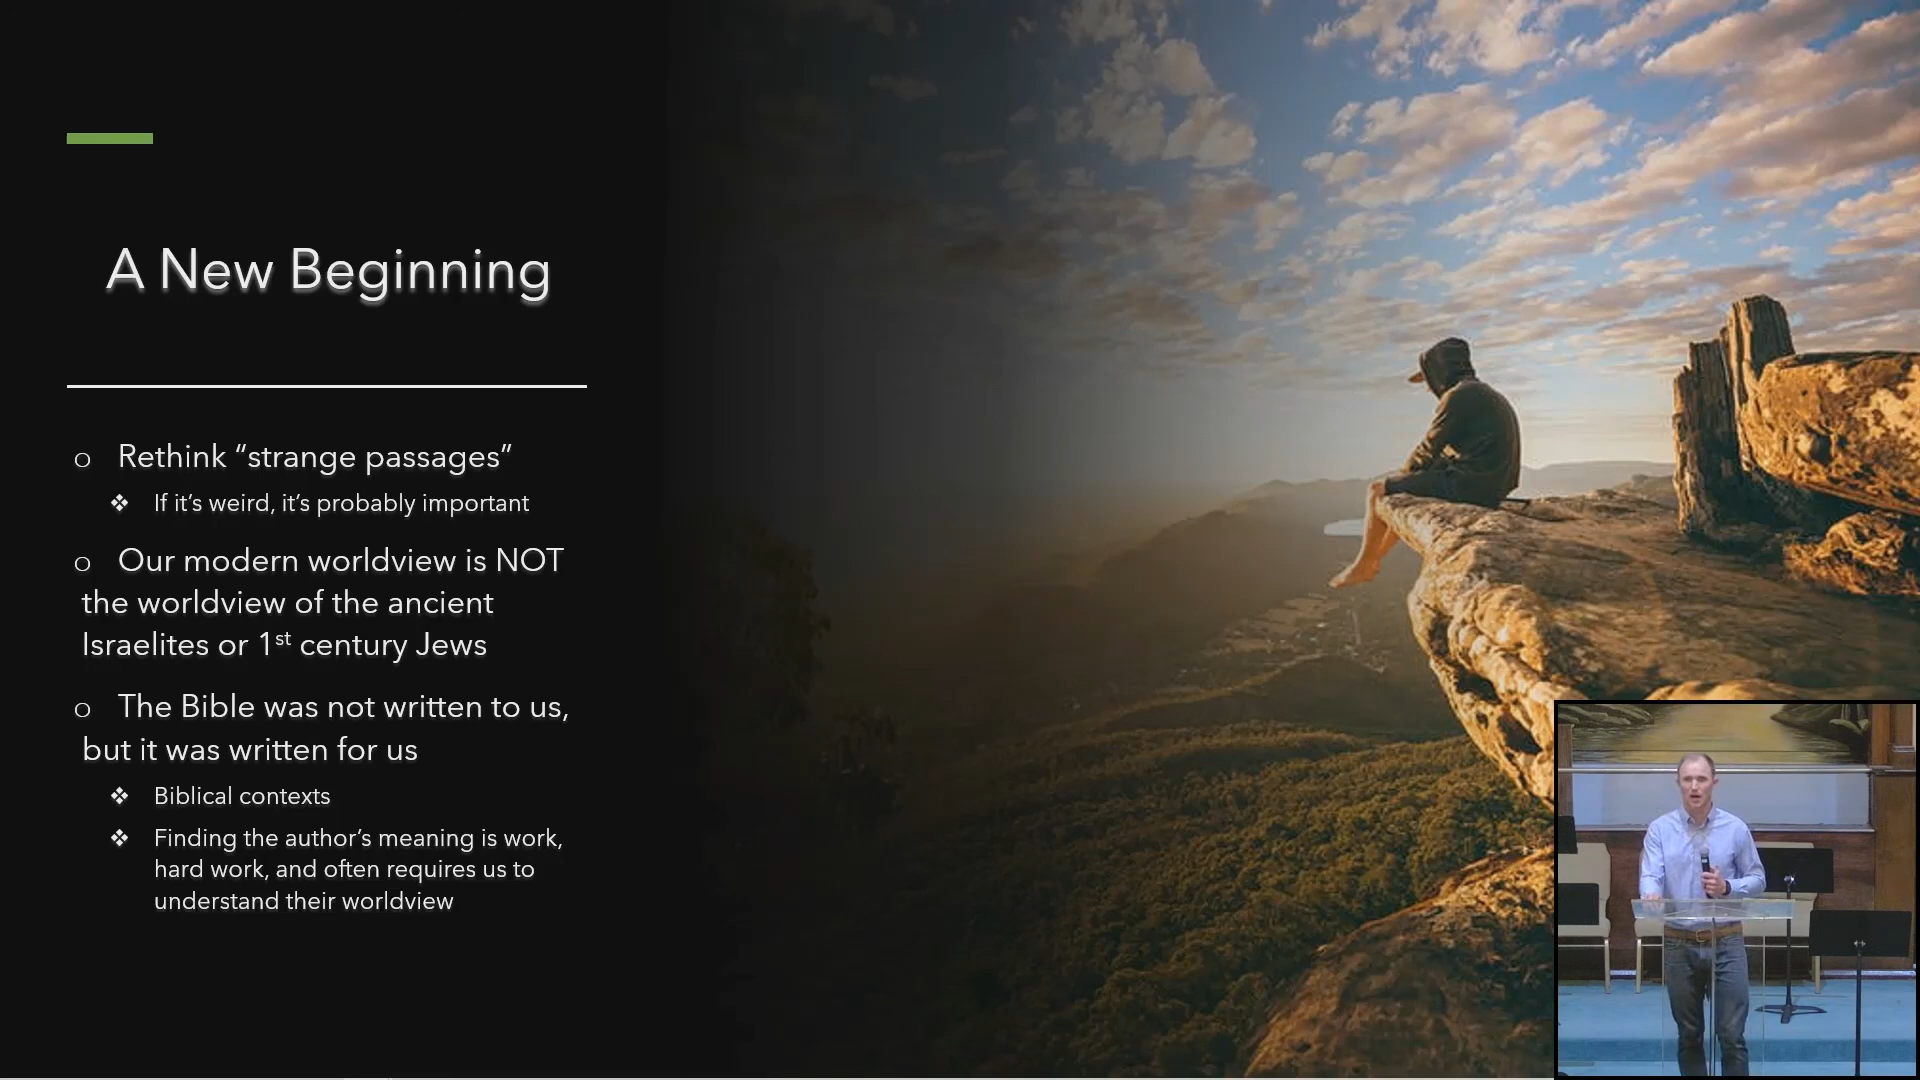 A New Beginning
o Rethink “strange passages”
❖ If it’s weird, it’s probably important
o Our modern worldview is NOT
the worldview of the ancient
Israelites or 1st century Jews
o The Bible was not written to us,
but it was written for us
❖ Biblical contexts
❖ Finding the author’s meaning is work,
hard work, and often requires us to
understand their worldview